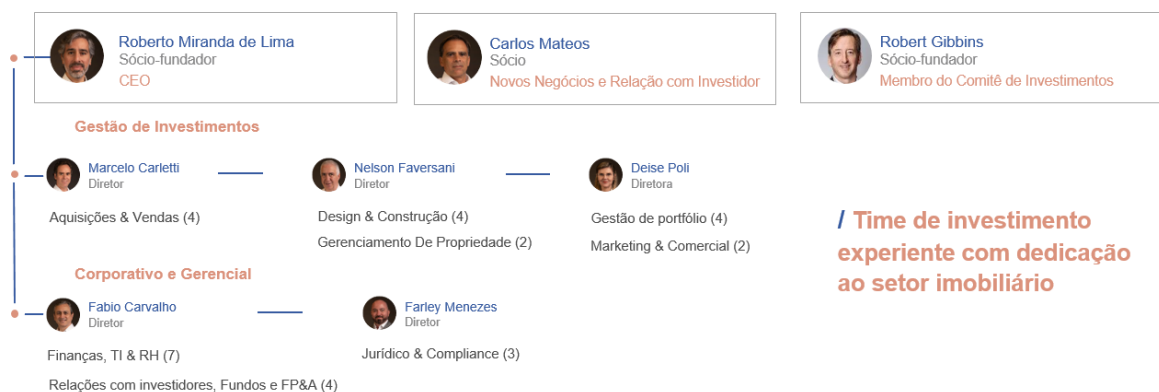 Roberto Miranda de Lima
Sócio-fundador
CEO
Carlos Mateos
Sócio
Novos Negócios e Relação com Investidor
Robert Gibbins
Sócio-fundador
Membro do Comitê de Investimentos
Gestão de Investimentos
Marcelo Carletti
Diretor
Aquisições & Vendas (4)
Nelson Faversani
Diretor
Design & Construção (4)
Gerenciamento De Propriedade (2)
Deise Poli
Diretora
Gestão de portfólio (4)
Marketing & Comercial (2)
/ Time de investimento
experiente com dedicação
ao setor imobiliário
Corporativo e Gerencial
Fabio Carvalho
Diretor
Finanças, TI & RH (7)
Relações com investidores, Fundos e FP&A (4)
Farley Menezes
Diretor
Jurídico & Compliance (3)